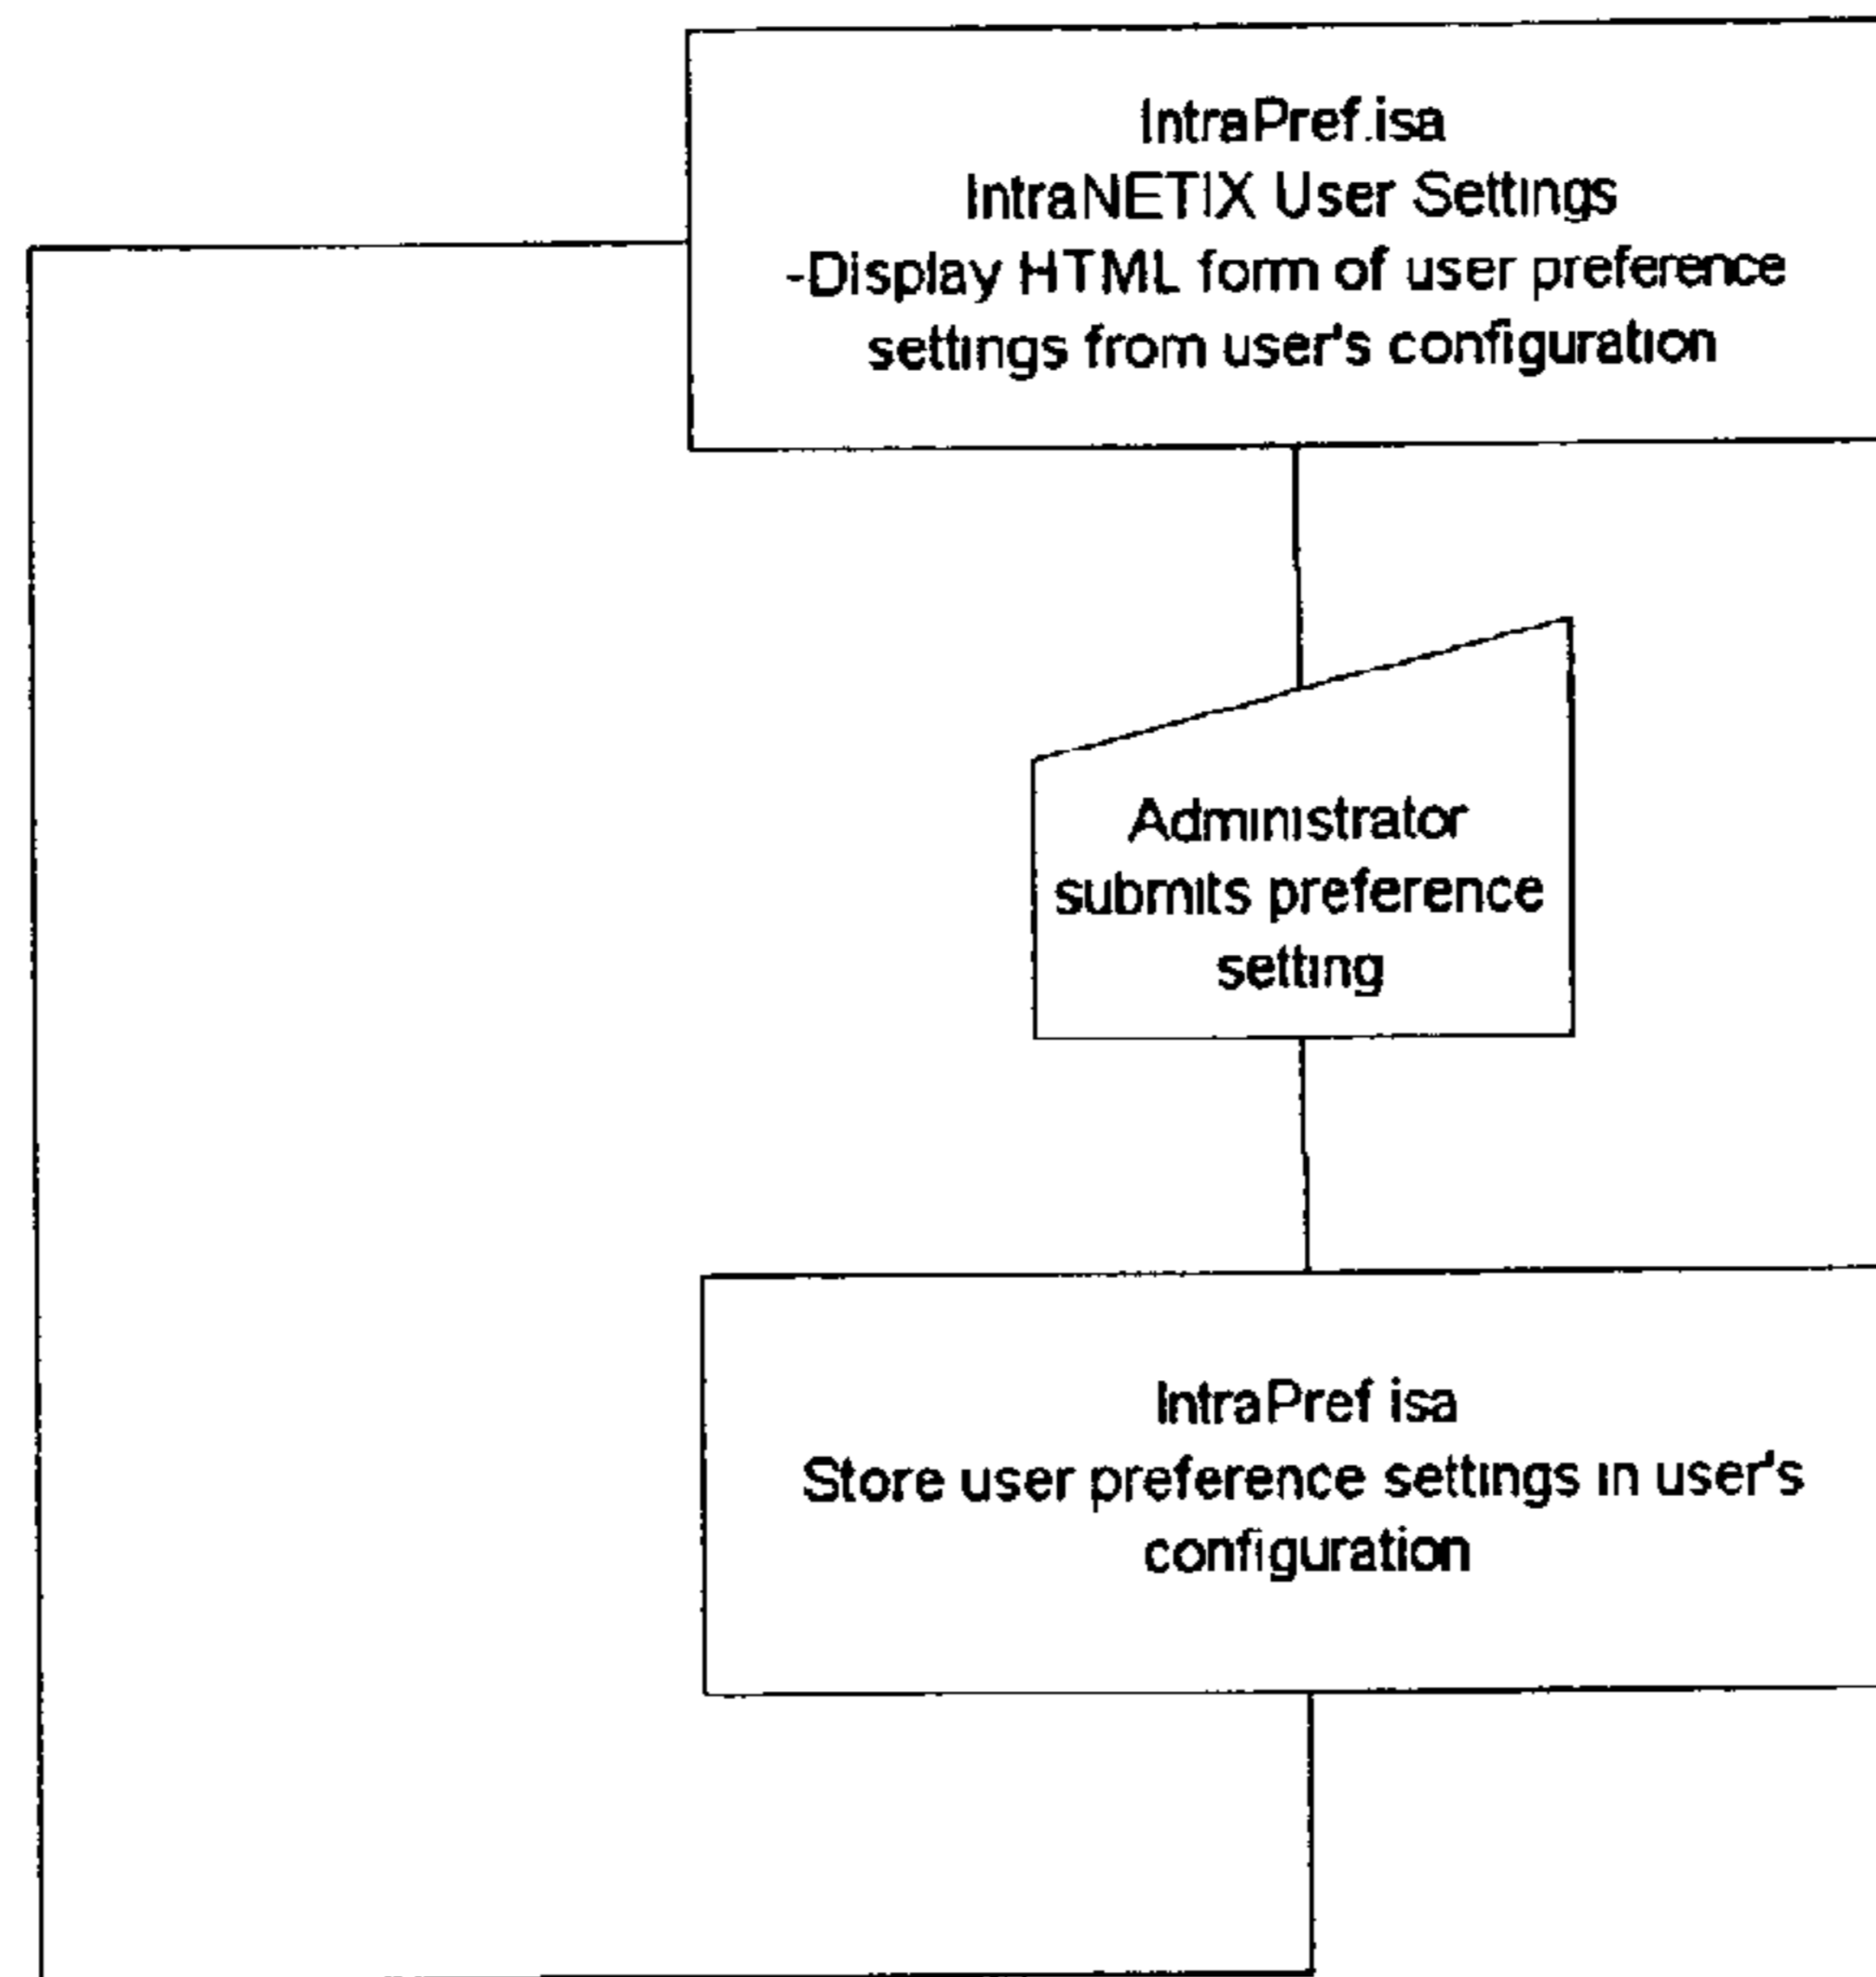 IntraPref.isa
IntraNETIX User Settings
-Display HTML form of user preference
settings from user's configuration
Administrator
submits preference
setting
IntraPref isa
Store user preference settings in user's
configuration